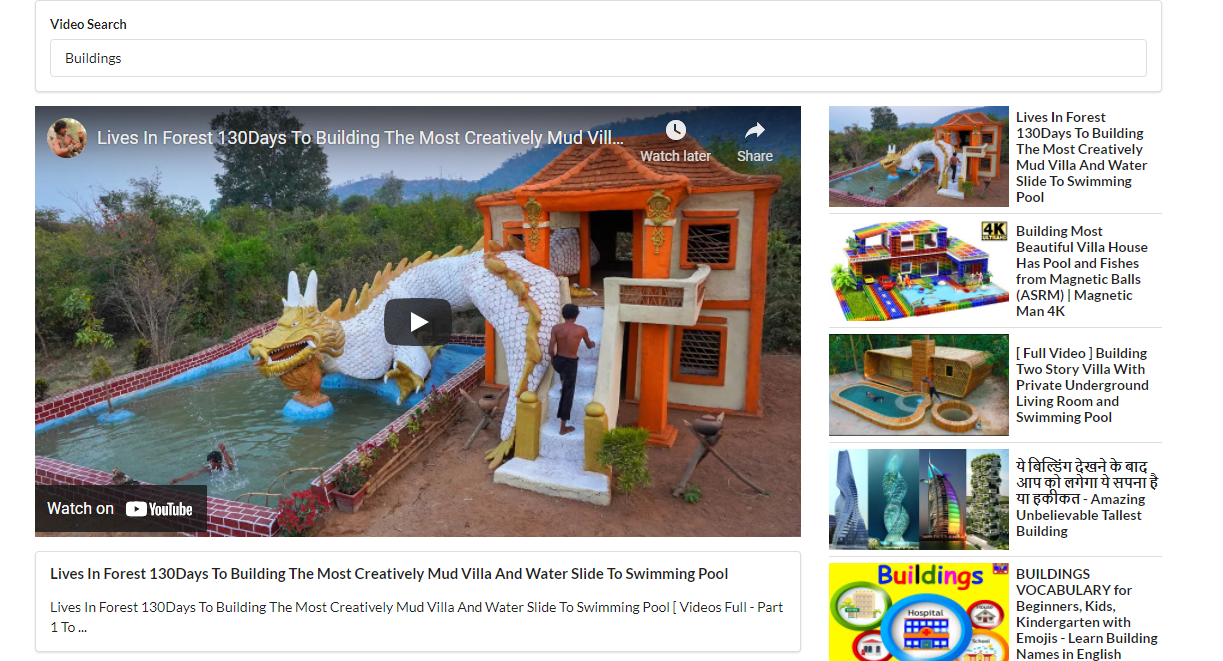 Video Search
Buildings
Lives In Forest 130Days To Building The Most Creatively Mud Vill...
Watch later
Share
Watch on YouTube
Lives In Forest 130Days To Building The Most Creatively Mud Villa And Water Slide To Swimming Pool
Lives In Forest 130Days To Building The Most Creatively Mud Villa And Water Slide To Swimming Pool [ Videos Full - Part
1 To ...
Lives In Forest
130Days To Building
The Most Creatively
Mud Villa And Water
Slide To Swimming
Pool
4K
Building Most
Beautiful Villa House
Has Pool and Fishes
from Magnetic Balls
(ASRM) | Magnetic
Man 4K
[ Full Video ] Building
Two Story Villa With
Private Underground
Living Room and
Swimming Pool
ये बिल्डिंग देखने के बाद
आप को लगेगा ये सपना है
या हकीकत - Amazing
Unbelievable Tallest
Building
Buildings
Hospital
House
School
BUILDINGS
VOCABULARY for
Beginners, Kids,
Kindergarten with
Emojis - Learn Building
Names in English